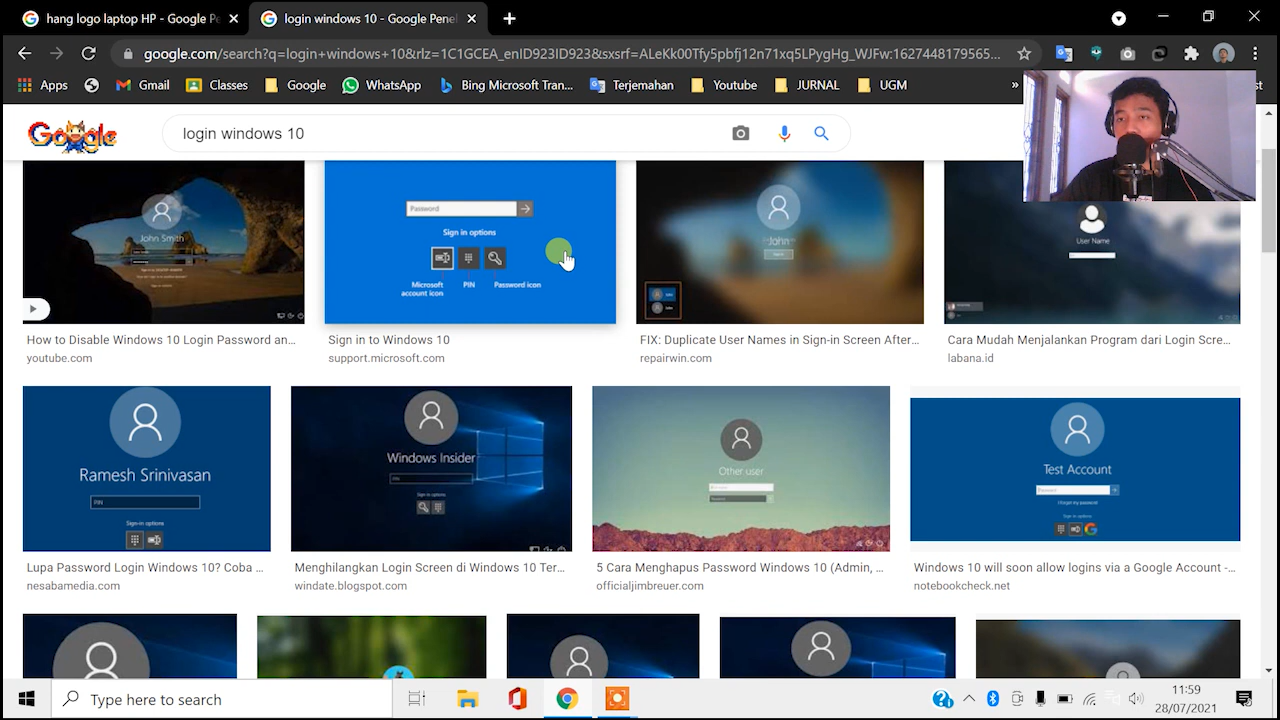 hang logo laptop HP - Google Pe
login windows 10 - Google Penel
google.com/search?q=login+windows+10&rlz=1C1GCEA_enID923ID923&sxsrf=ALeKk00Tfy5pbfj12n71xq5LPygHg_WJFw:1627448179565...
Apps
Gmail
Classes
Google
WhatsApp
Bing Microsoft Tran...
Terjemahan
Youtube
JURNAL
UGM
»
Google
login windows 10
John Smith
Password
Sign in options
Microsoft account icon
PIN
Password icon
John
User Name
How to Disable Windows 10 Login Password an...
youtube.com
Sign in to Windows 10
support.microsoft.com
FIX: Duplicate User Names in Sign-in Screen After...
repairwin.com
Cara Mudah Menjalankan Program dari Login Scre...
labana.id
Ramesh Srinivasan
PIN
Sign-in options
Windows Insider
PIN
Sign-in options
Other user
Test Account
Password
I forgot my password
Sign-in options
Lupa Password Login Windows 10? Coba ...
nesabamedia.com
Menghilangkan Login Screen di Windows 10 Ter...
windate.blogspot.com
5 Cara Menghapus Password Windows 10 (Admin, ...
officialjimbreuer.com
Windows 10 will soon allow logins via a Google Account -...
notebookcheck.net
Type here to search
11:59
28/07/2021